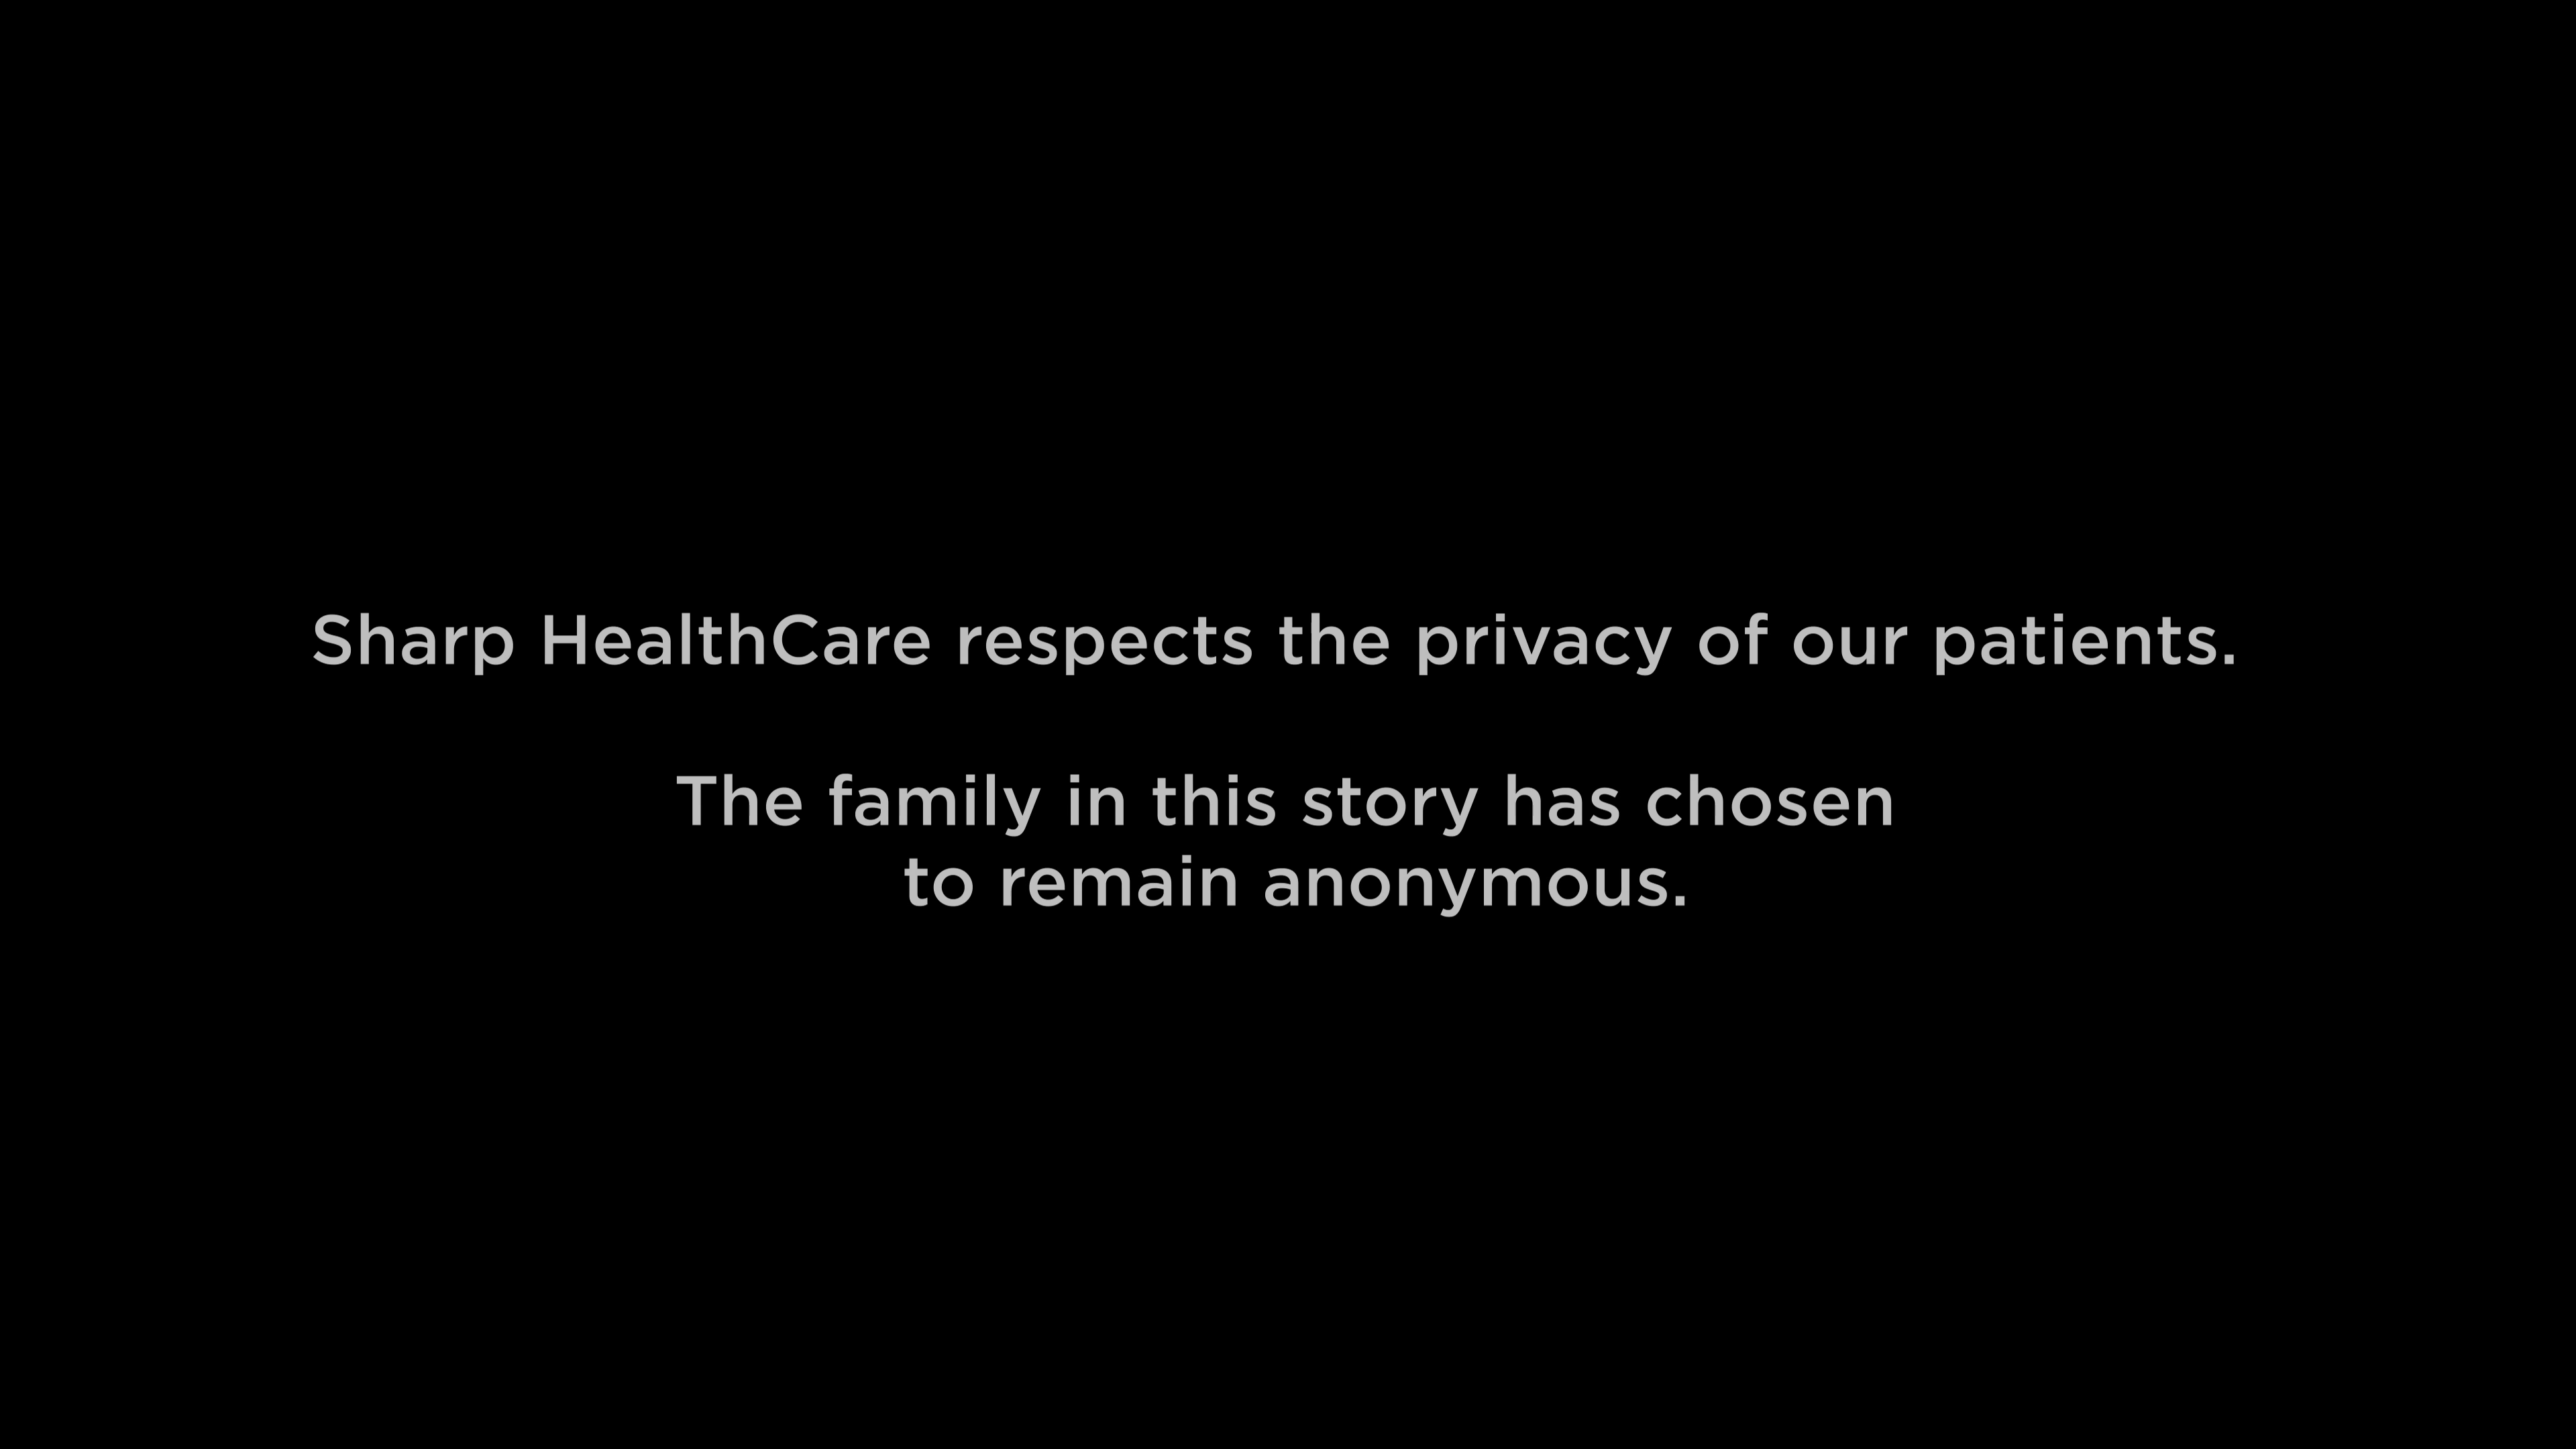 Sharp HealthCare respects the privacy of our patients.
The family in this story has chosen
to remain anonymous.